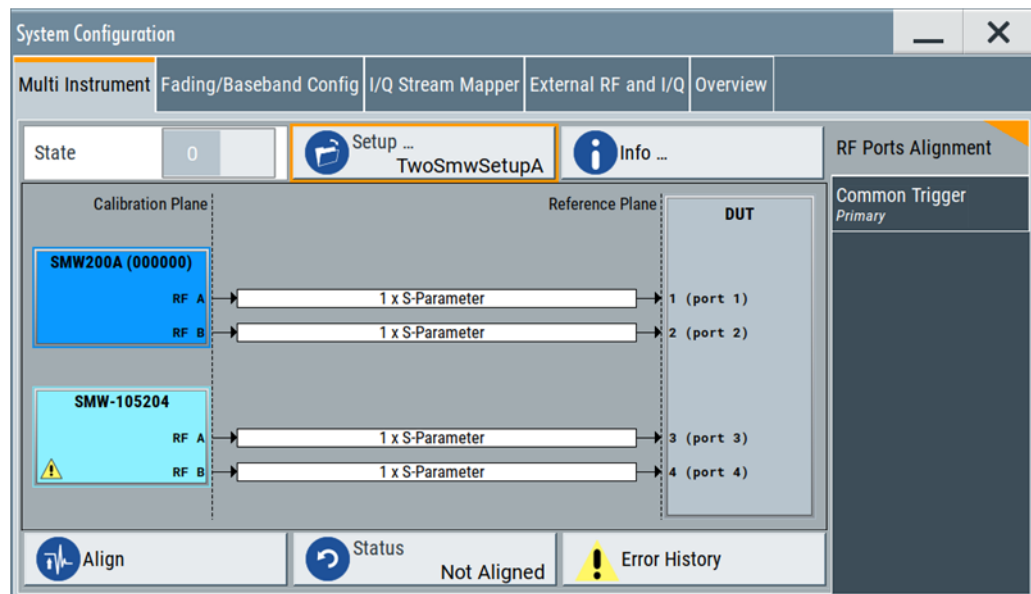 System Configuration
Multi Instrument Fading/Baseband Config I/Q Stream Mapper External RF and I/Q Overview
State 0
Setup ...
TwoSmwSetupA
Info ...
RF Ports Alignment
Common Trigger
Primary
Calibration Plane Reference Plane DUT
SMW200A (000000)
RF A 1 x S-Parameter 1 (port 1)
RF B 1 x S-Parameter 2 (port 2)
SMW-105204
RF A 1 x S-Parameter 3 (port 3)
RF B 1 x S-Parameter 4 (port 4)
Align
Status
Not Aligned
Error History